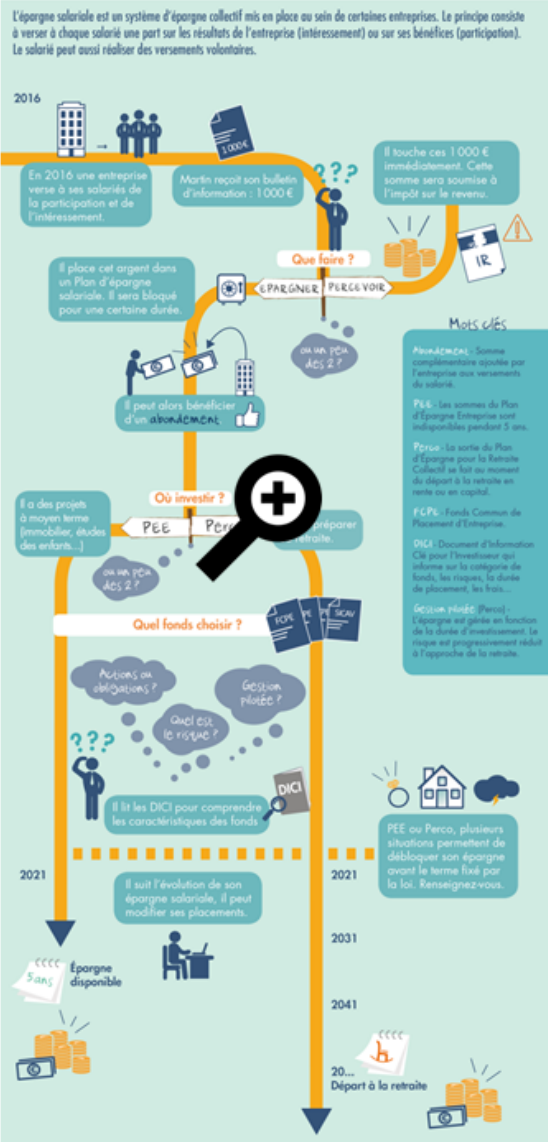 L'épargne salariale est un système d'épargne collectif mis en place au sein de certaines entreprises. Le principe consiste
à verser à chaque salarié une part sur les résultats de l'entreprise (intéressement) ou sur ses bénéfices (participation).
Le salarié peut aussi réaliser des versements volontaires.
2016
1 000 €
En 2016 une entreprise
verse à ses salariés de
la participation et de
l'intéressement.
Martin reçoit son bulletin
d'information : 1 000 €
???
Il touche ces 1 000 €
immédiatement. Cette
somme sera soumise à
l'impôt sur le revenu.
IR
Que faire ?
EPARGNER
PERCEVOIR
Il place cet argent dans
un Plan d'épargne
salariale. Il sera bloqué
pour une certaine durée.
ou un peu
des 2 ?
Il peut alors bénéficier
d'un abondement
Mots clés
Abondement - Somme
complémentaire ajoutée par
l'entreprise aux versements
du salarié.
PEE - Les sommes du Plan
d'Épargne Entreprise sont
indisponibles pendant 5 ans.
Perco - La sortie du Plan
d'Épargne pour la Retraite
Collectif se fait au moment
du départ à la retraite en
rente ou en capital.
FCPE - Fonds Commun de
Placement d'Entreprise.
DICI - Document d'Information
Clé pour l'Investisseur qui
informe sur la catégorie de
fonds, les risques, la durée
de placement, les frais...
Gestion pilotée (Perco) -
L'épargne est gérée en fonction
de la durée d'investissement. Le
risque est progressivement réduit
à l'approche de la retraite.
Où investir ?
PEE
Perc
Il a des projets
à moyen terme
(immobilier, études
des enfants...)
préparer
retraite.
ou un peu
des 2 ?
Quel fonds choisir ?
FCPE
PE
SICAV
Actions ou
obligations ?
Gestion
pilotée ?
Quel est
le risque ?
???
DICI
Il lit les DICI pour comprendre
les caractéristiques des fonds
PEE ou Perco, plusieurs
situations permettent de
débloquer son épargne
avant le terme fixé par
la loi. Renseignez-vous.
2021
2021
Il suit l'évolution de son
épargne salariale, il peut
modifier ses placements.
2031
5 ans
Épargne
disponible
2041
20...
Départ à la retraite